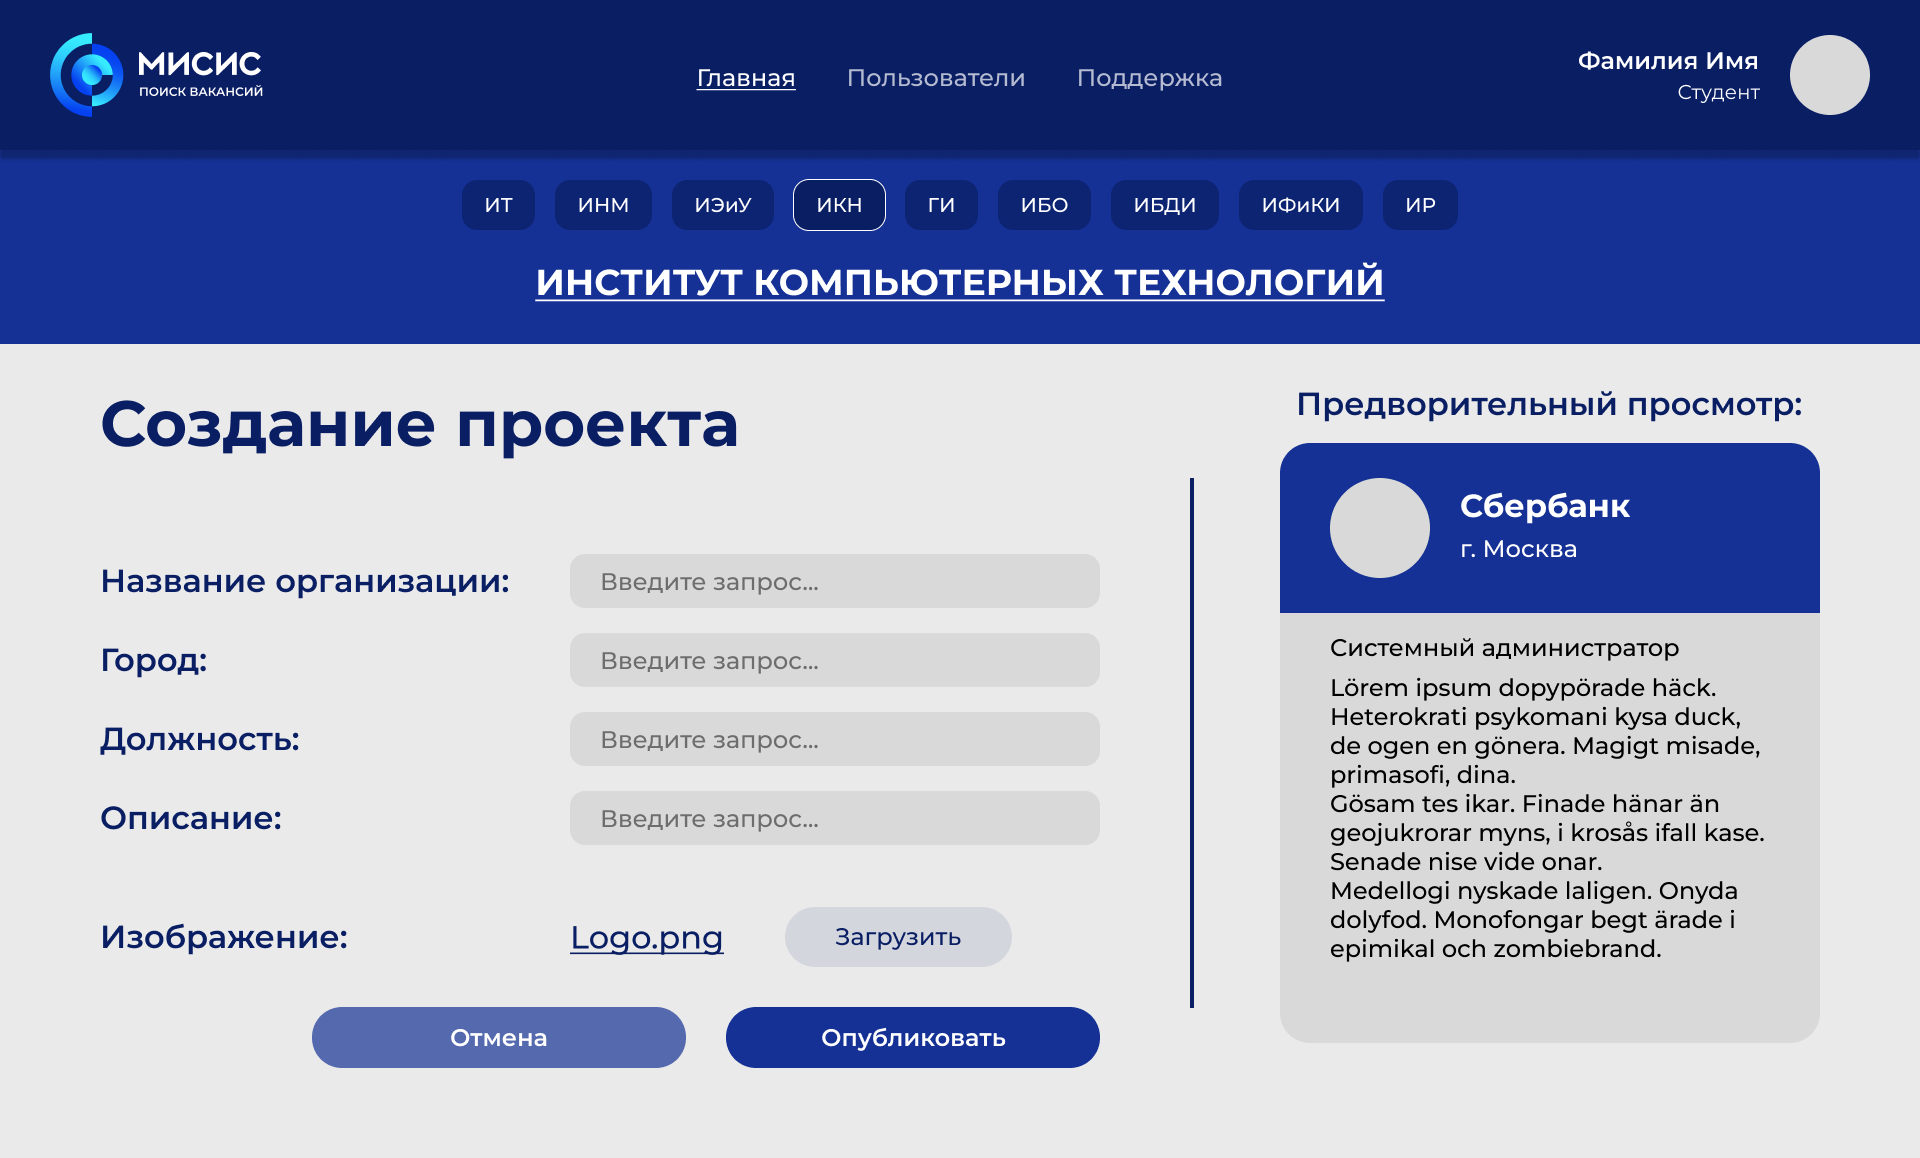 МИСИС
ПОИСК ВАКАНСИЙ
Главная
Пользователи
Поддержка
Фамилия Имя
Студент
ИТ
ИНМ
ИЭиУ
ИКН
ГИ
ИБО
ИБДИ
ИФиКИ
ИР
ИНСТИТУТ КОМПЬЮТЕРНЫХ ТЕХНОЛОГИЙ
Создание проекта
Название организации:
Введите запрос...
Город:
Введите запрос...
Должность:
Введите запрос...
Описание:
Введите запрос...
Изображение:
Logo.png
Загрузить
Отмена
Опубликовать
Предворительный просмотр:
Сбербанк
г. Москва
Системный администратор
Lörem ipsum dopypörade häck.
Heterokrati psykomani kysa duck,
de ogen en gönera. Magigt misade,
primasofi, dina.
Gösam tes ikar. Finade hänar än
geojukrorar myns, i krosås ifall kase.
Senade nise vide onar.
Medellogi nyskade laligen. Onyda
dolyfod. Monofongar begt ärade i
epimikal och zombiebrand.